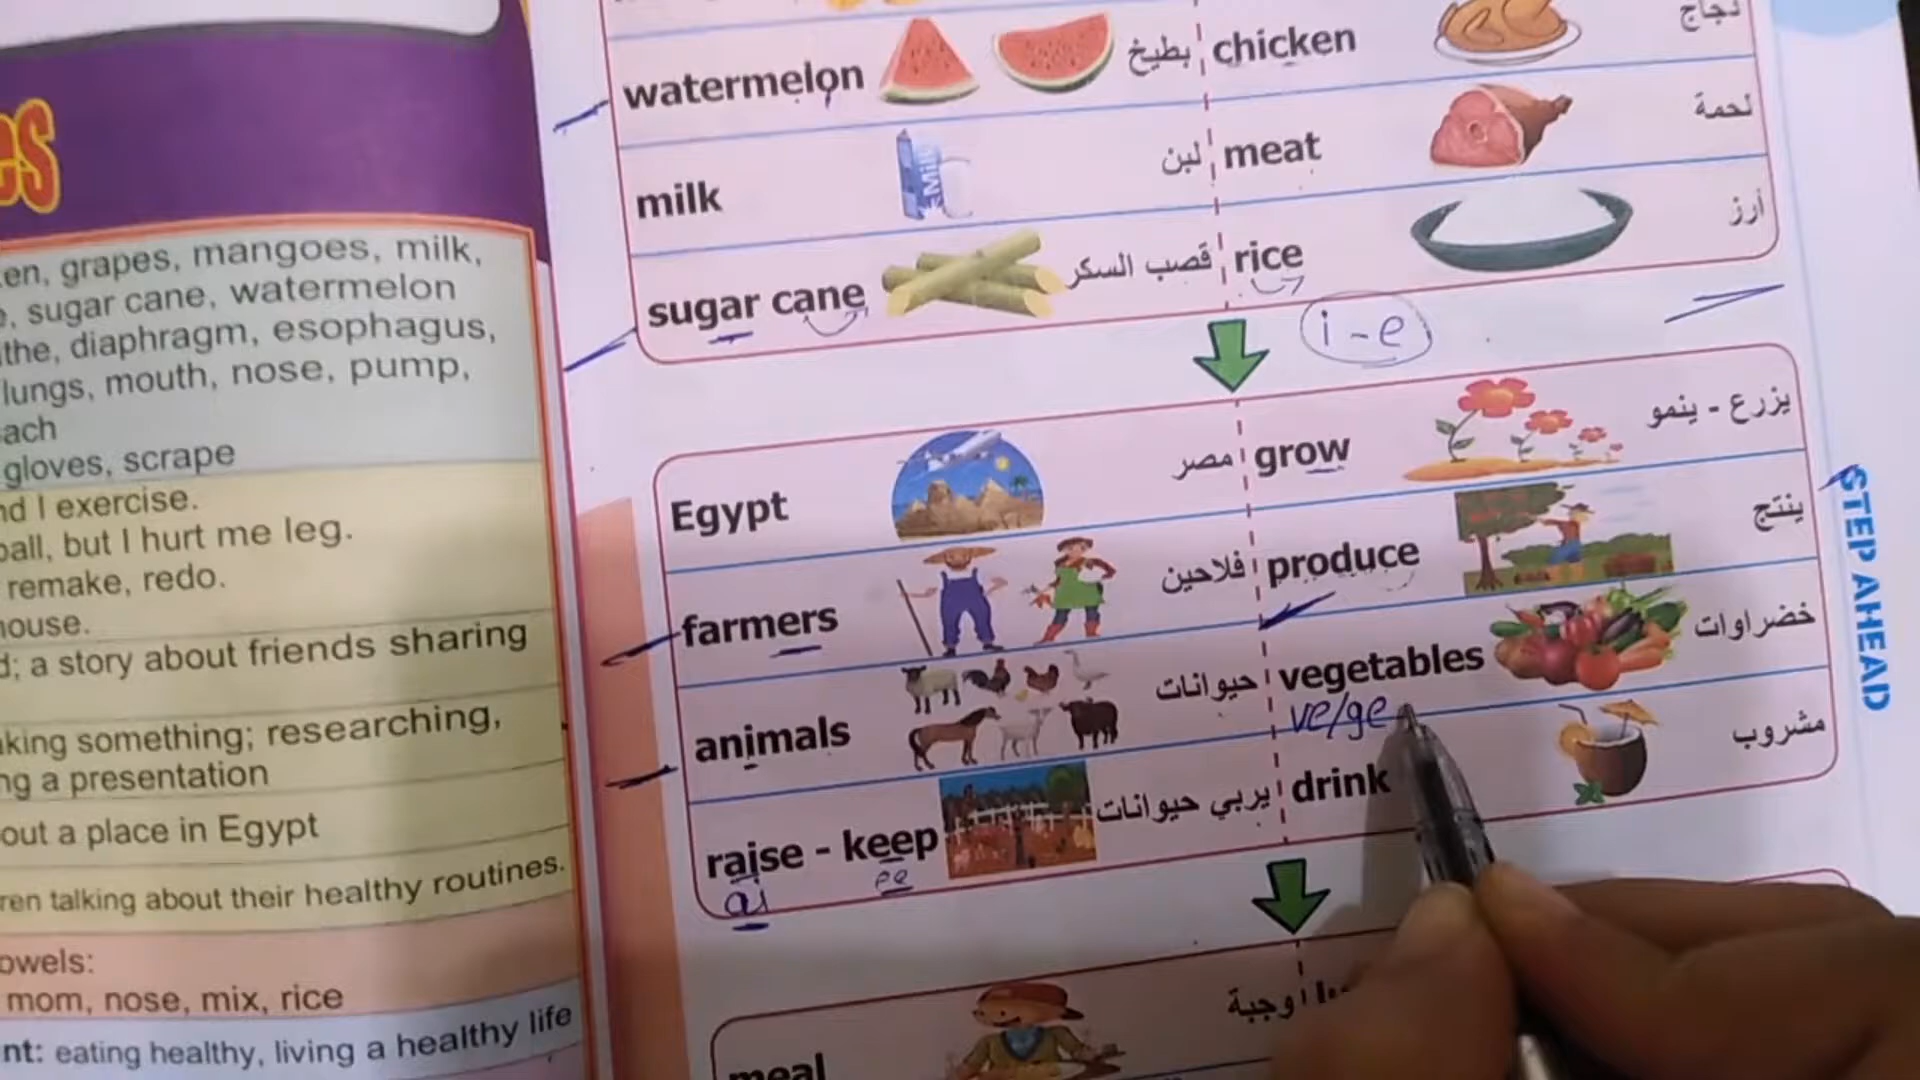 es
en, grapes, mangoes, milk,
, sugar cane, watermelon
the, diaphragm, esophagus,
lungs, mouth, nose, pump,
ach
gloves, scrape
nd I exercise.
ball, but I hurt me leg.
remake, redo.
house.
d; a story about friends sharing
aking something; researching,
ng a presentation
out a place in Egypt
ren talking about their healthy routines.
owels:
mom, nose, mix, rice
nt: eating healthy, living a healthy life
watermelon بطيخ chicken دجاج
milk Milk لبن meat لحمة
sugar cane قصب السكر rice أرز
i-e
Egypt مصر grow يزرع - ينمو
farmers فلاحين produce ينتج
animals حيوانات vegetables خضراوات
ve/ge
raise - keep يربي حيوانات drink مشروب
ai ee
meal وجبة
STEP AHEAD